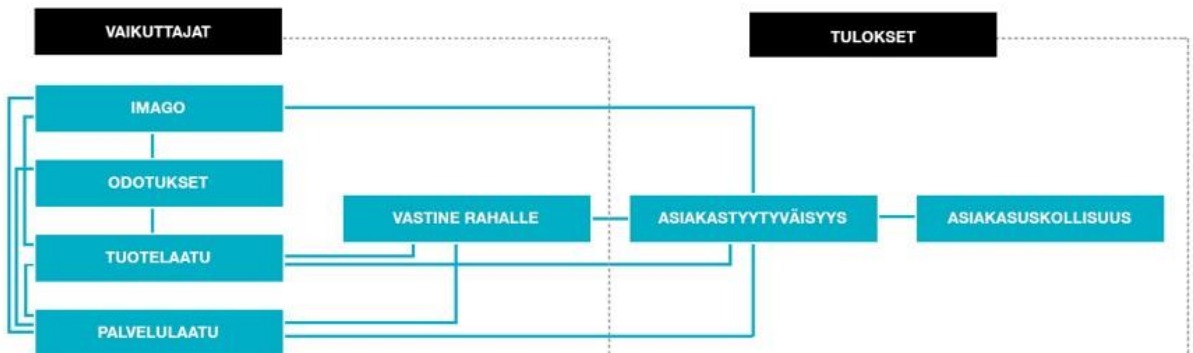 VAIKUTTAJAT
TULOKSET
IMAGO
ODOTUKSET
VASTINE RAHALLE
ASIAKASTYYTYVÄISYYS
ASIAKASUSKOLLISUUS
TUOTELAATU
PALVELULAATU